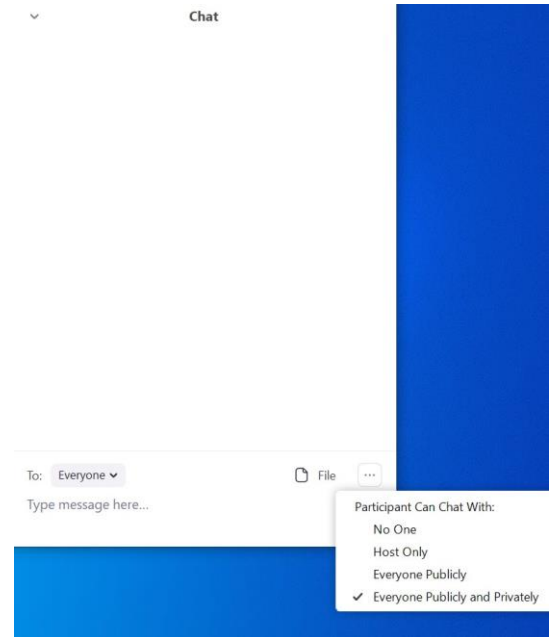 Chat
To: Everyone File ...
Type message here...
Participant Can Chat With:
No One
Host Only
Everyone Publicly
Everyone Publicly and Privately